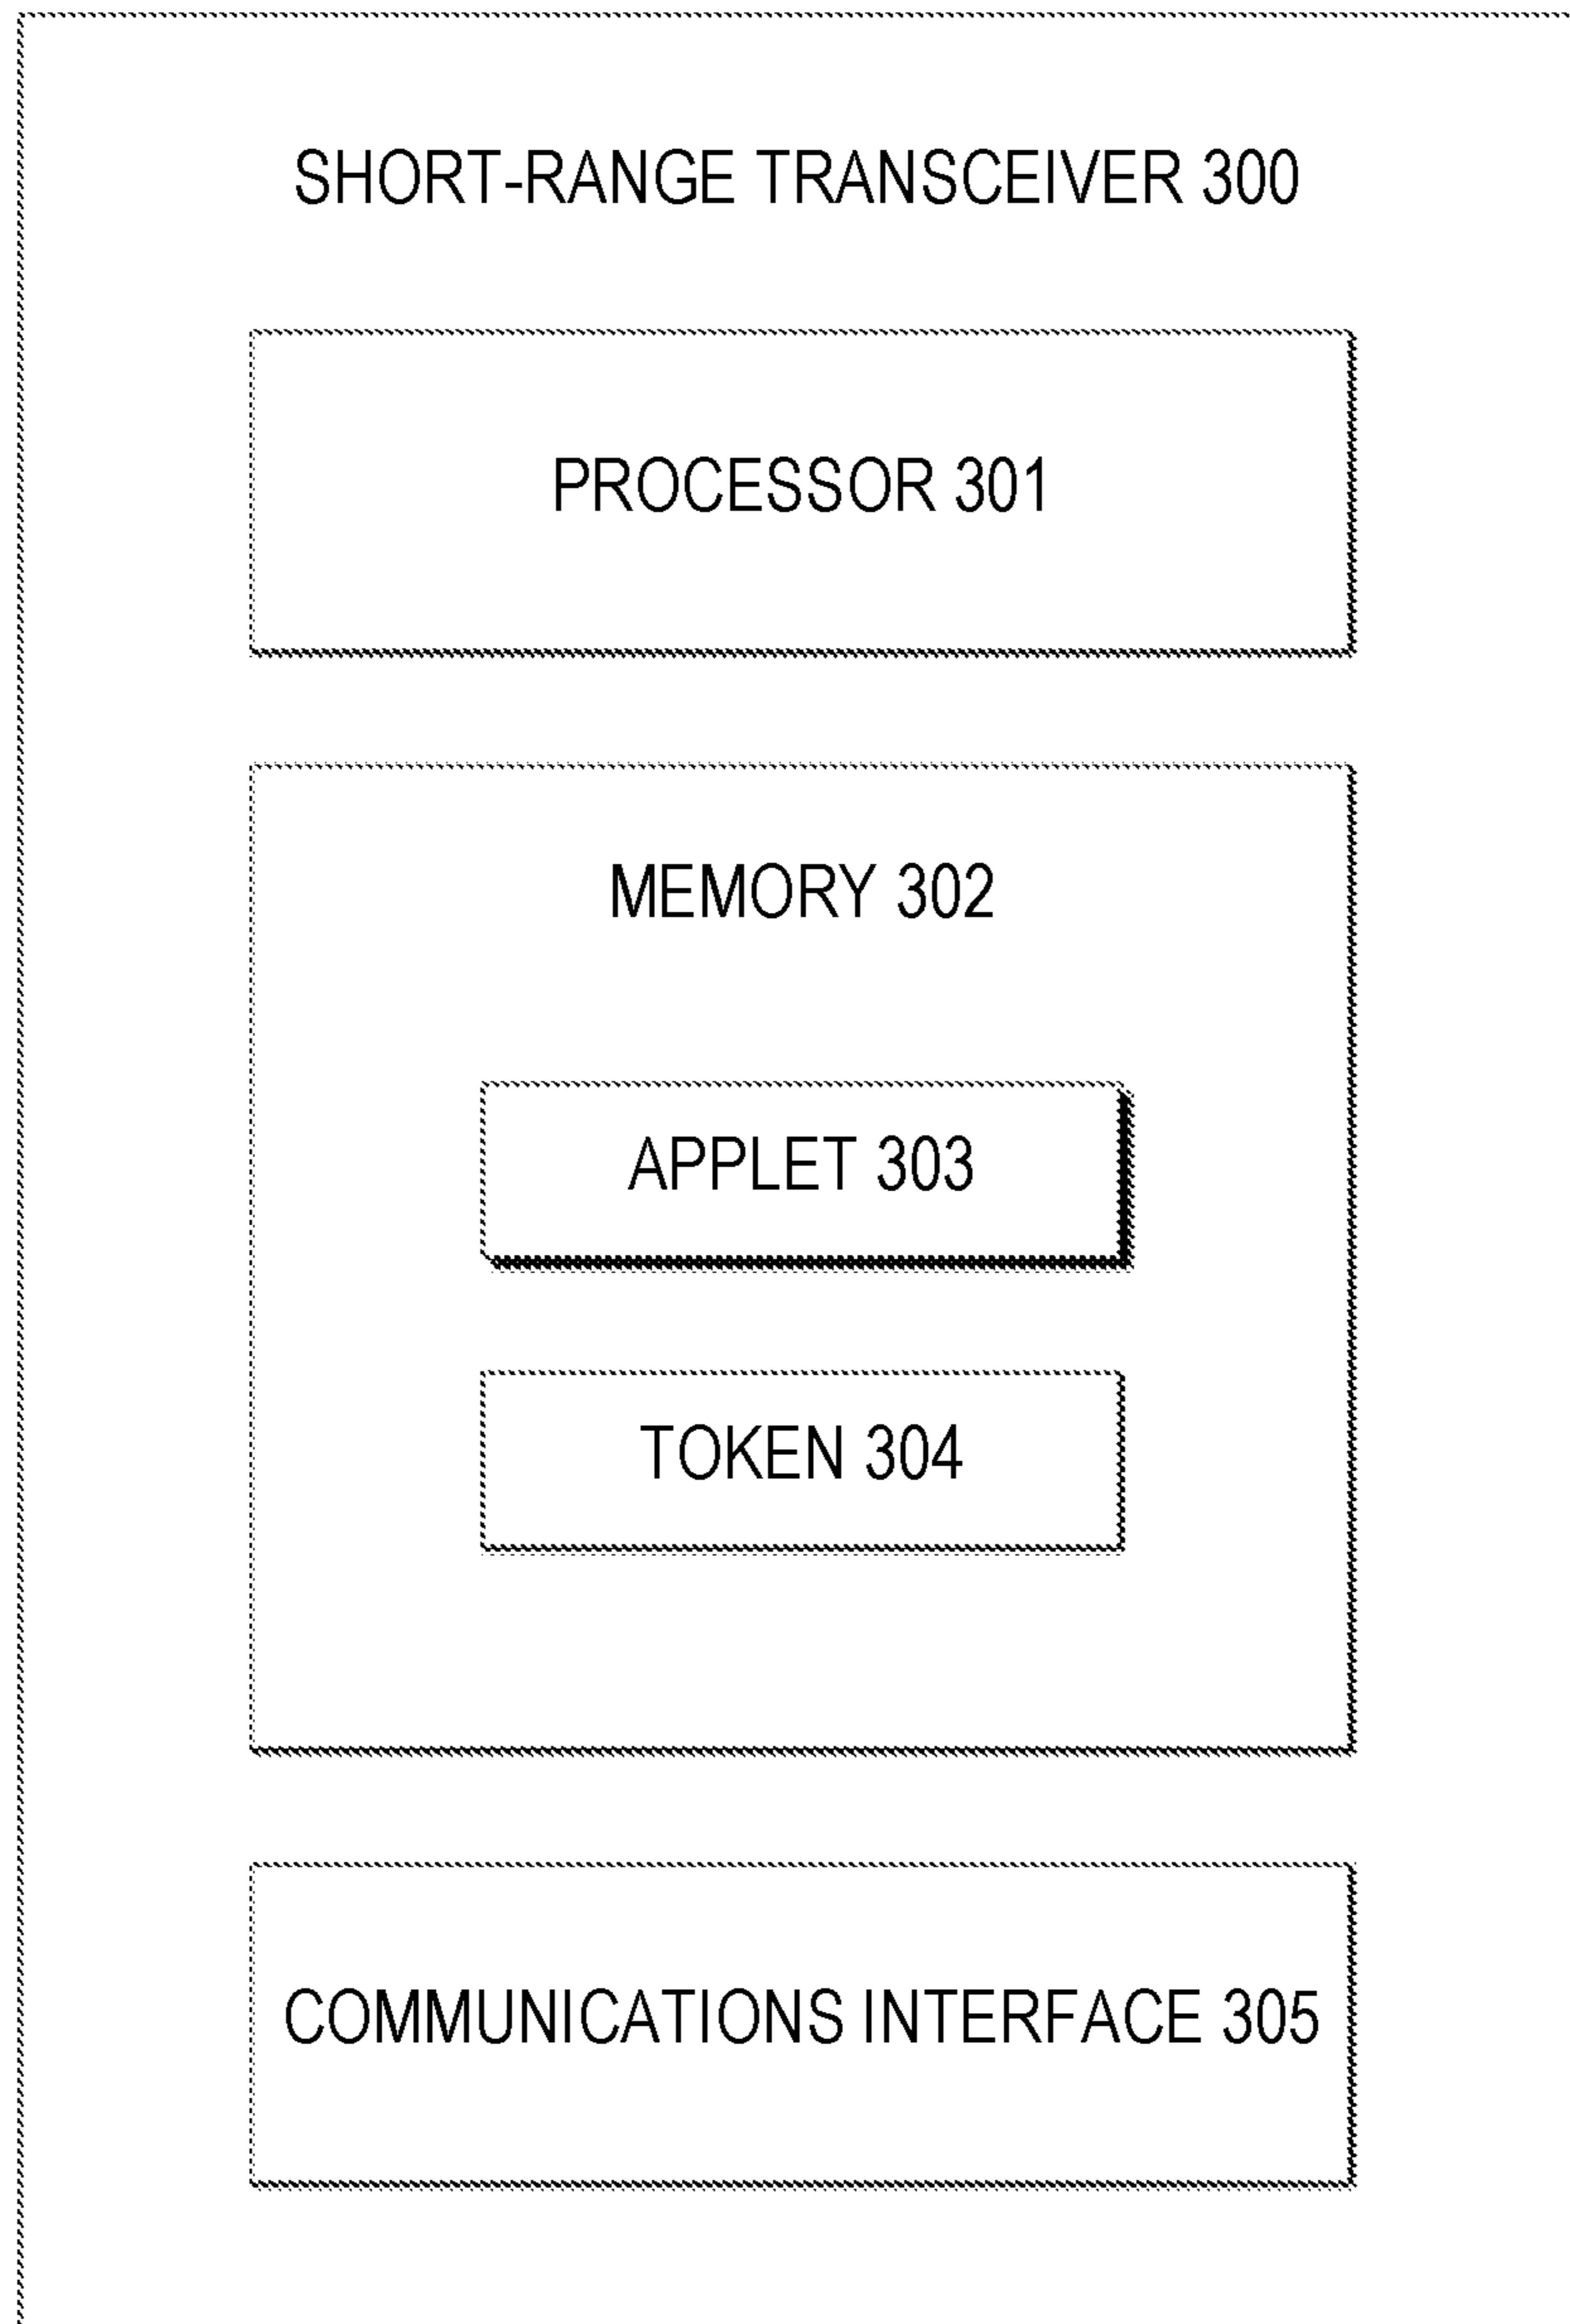 SHORT-RANGE TRANSCEIVER 300
PROCESSOR 301
MEMORY 302
APPLET 303
TOKEN 304
COMMUNICATIONS INTERFACE 305